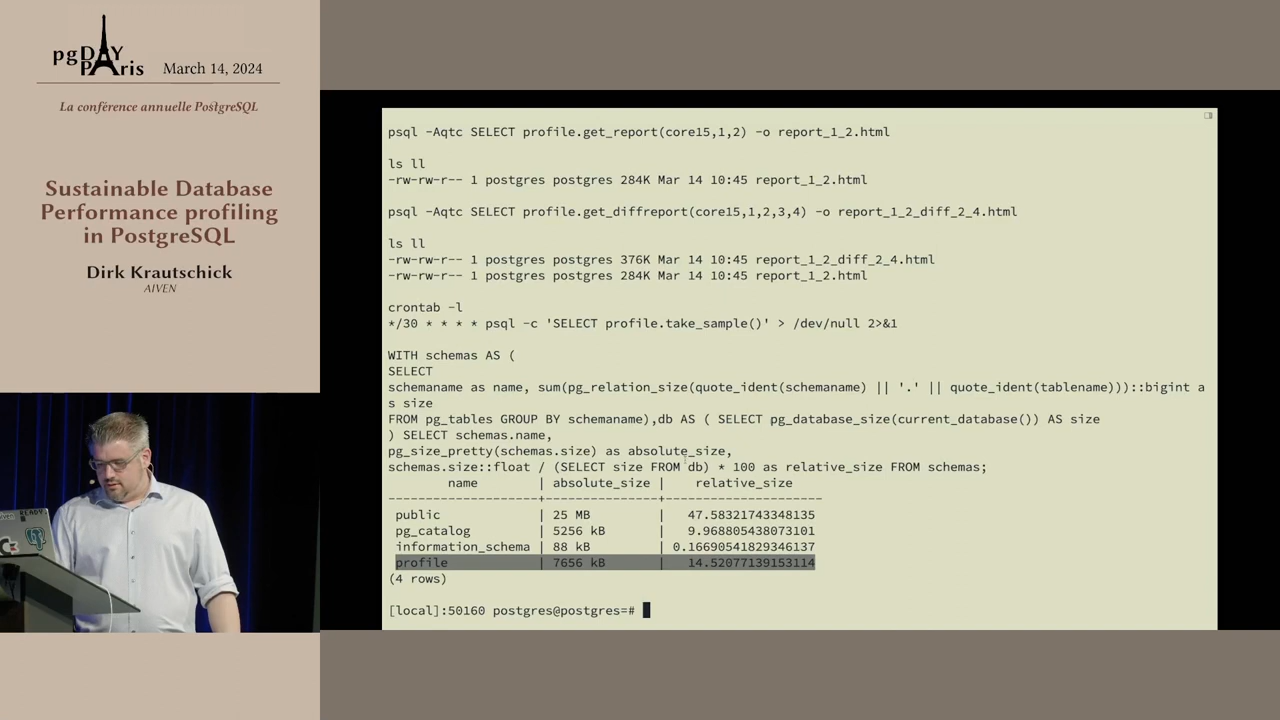 pgDAY
PAris
March 14, 2024
La conférence annuelle PostgreSQL
Sustainable Database
Performance profiling
in PostgreSQL
Dirk Krautschick
AIVEN
psql -Aqtc SELECT profile.get_report(core15,1,2) -o report_1_2.html
ls ll
-rw-rw-r-- 1 postgres postgres 284K Mar 14 10:45 report_1_2.html
psql -Aqtc SELECT profile.get_diffreport(core15,1,2,3,4) -o report_1_2_diff_2_4.html
ls ll
-rw-rw-r-- 1 postgres postgres 376K Mar 14 10:45 report_1_2_diff_2_4.html
-rw-rw-r-- 1 postgres postgres 284K Mar 14 10:45 report_1_2.html
crontab -l
*/30 * * * * psql -c 'SELECT profile.take_sample()' > /dev/null 2>&1
WITH schemas AS (
SELECT
schemaname as name, sum(pg_relation_size(quote_ident(schemaname) || '.' || quote_ident(tablename)))::bigint a
s size
FROM pg_tables GROUP BY schemaname),db AS ( SELECT pg_database_size(current_database()) AS size
) SELECT schemas.name,
pg_size_pretty(schemas.size) as absolute_size,
schemas.size::float / (SELECT size FROM db) * 100 as relative_size FROM schemas;
name | absolute_size | relative_size
--------------------+---------------+---------------------
public | 25 MB | 47.58321743348135
pg_catalog | 5256 kB | 9.968805438073101
information_schema | 88 kB | 0.16690541829346137
profile | 7656 kB | 14.52077139153114
(4 rows)
[local]:50160 postgres@postgres=#
READY.